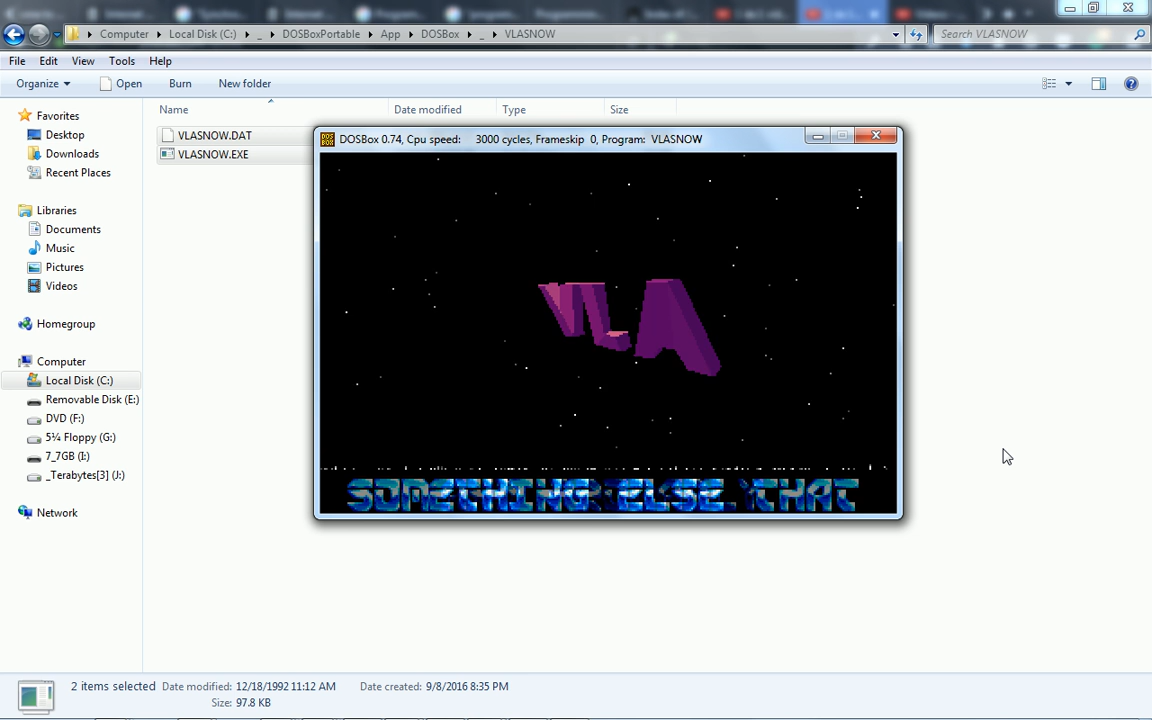 Computer Local Disk (C:) _ DOSBoxPortable App DOSBox _ VLASNOW
Search VLASNOW
File Edit View Tools Help
Organize Open Burn New folder
Name Date modified Type Size
Favorites
Desktop
Downloads
Recent Places
Libraries
Documents
Music
Pictures
Videos
Homegroup
Computer
Local Disk (C:)
Removable Disk (E:)
DVD (F:)
5¼ Floppy (G:)
7_7GB (I:)
_Terabytes[3] (J:)
Network
VLASNOW.DAT
VLASNOW.EXE
DOS BOX
DOSBox 0.74, Cpu speed: 3000 cycles, Frameskip 0, Program: VLASNOW
VLA
SOMETHING ELSE. YCHAT
2 items selected Date modified: 12/18/1992 11:12 AM Date created: 9/8/2016 8:35 PM
Size: 97.8 KB